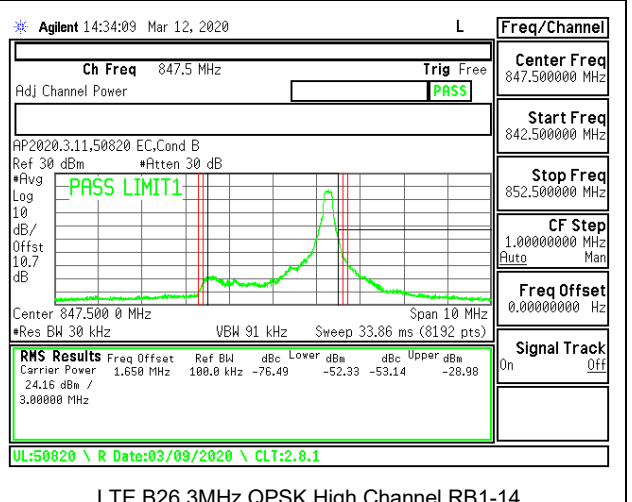 Agilent 14:34:09 Mar 12, 2020 L
Freq/Channel
Ch Freq 847.5 MHz Trig Free
Adj Channel Power PASS
Center Freq
847.500000 MHz
Start Freq
842.500000 MHz
Stop Freq
852.500000 MHz
CF Step
1.00000000 MHz
Auto Man
Freq Offset
0.00000000 Hz
Signal Track
On Off
AP2020.3.11,50820 EC,Cond B
Ref 30 dBm #Atten 30 dB
#Avg
Log
10
dB/
Offst
10.7
dB
PASS LIMIT1
Center 847.500 0 MHz Span 10 MHz
#Res BW 30 kHz VBW 91 kHz Sweep 33.86 ms (8192 pts)
RMS Results Freq Offset Ref BW dBc Lower dBm dBc Upper dBm
Carrier Power 1.650 MHz 100.0 kHz -76.49 -52.33 -53.14 -28.98
24.16 dBm /
3.00000 MHz
UL:50820 \ R Date:03/09/2020 \ CLT:2.8.1
LTE B26 3MHz QPSK High Channel RB1-14